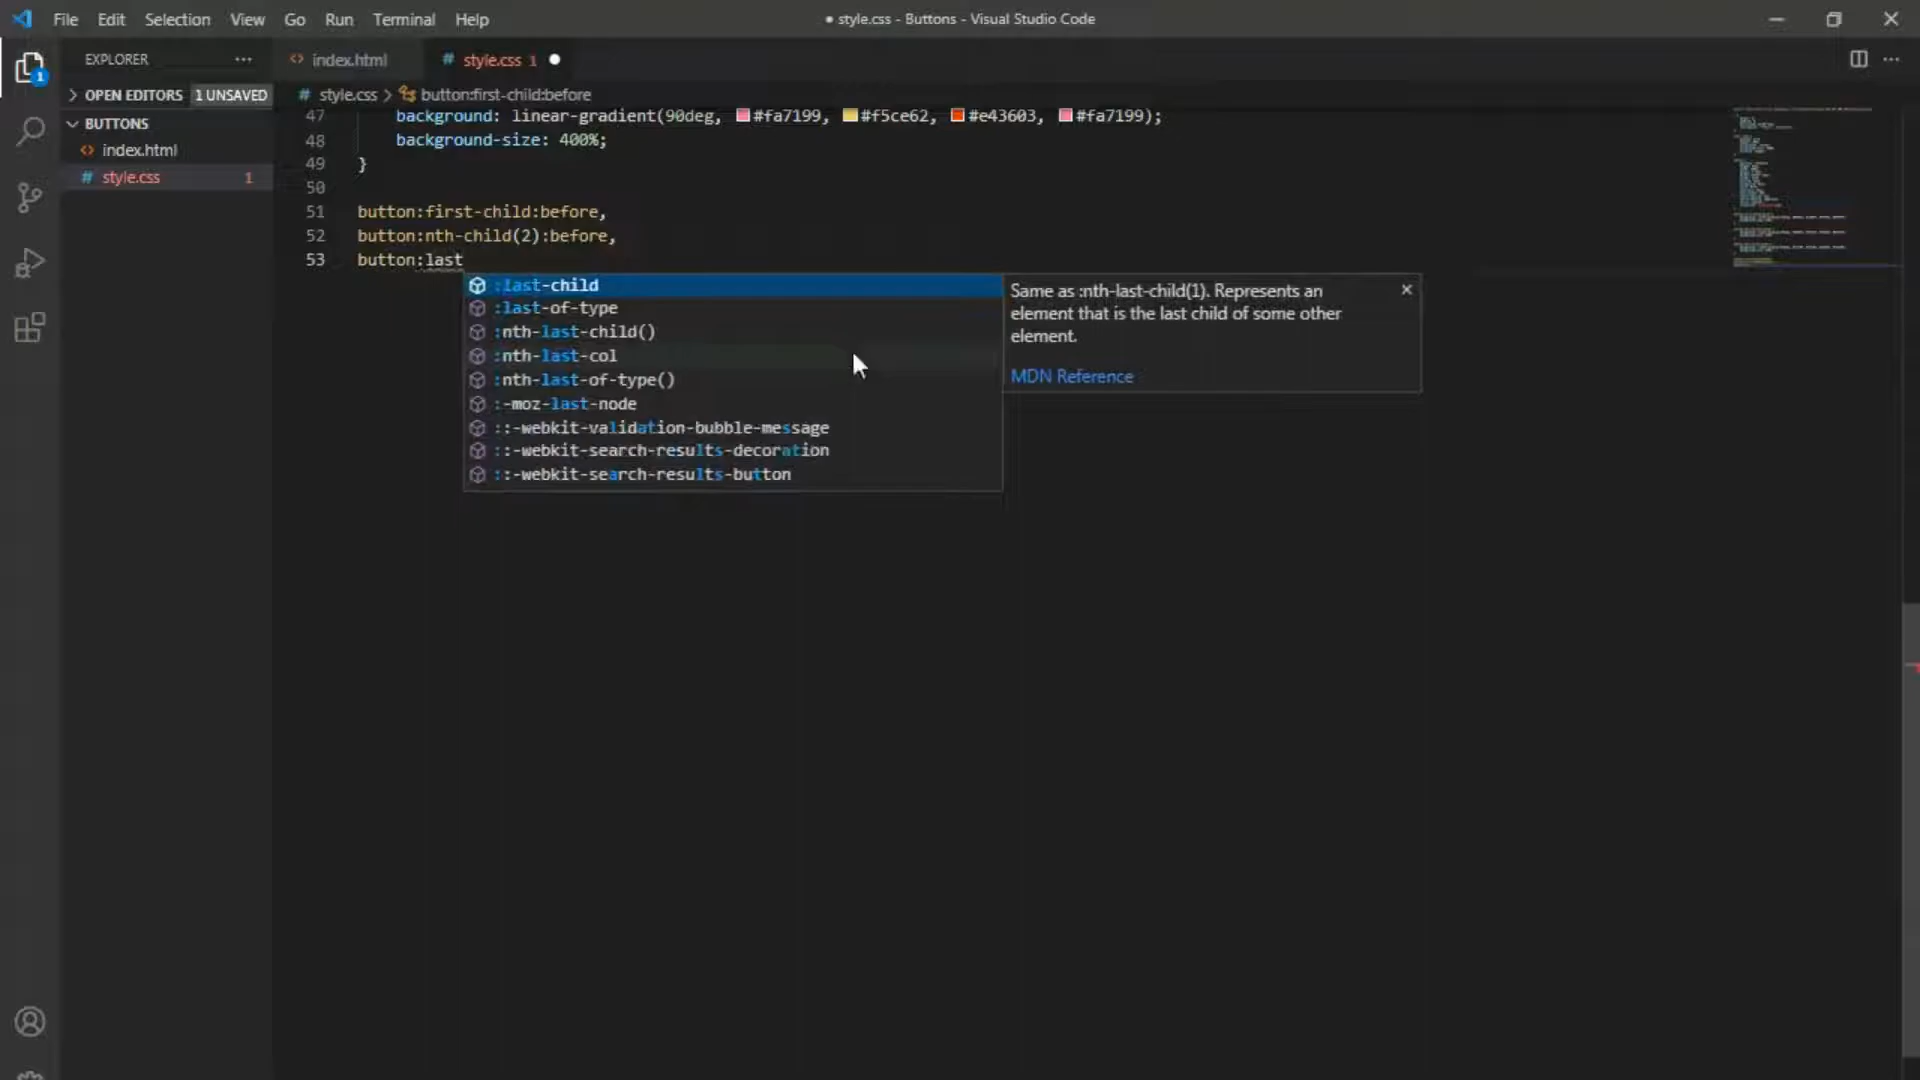 File Edit Selection View Go Run Terminal Help
● style.css - Buttons - Visual Studio Code
EXPLORER ···
index.html
# style.css 1 ●
OPEN EDITORS 1 UNSAVED
BUTTONS
index.html
# style.css 1
1
# style.css > button:first-child:before
47 background: linear-gradient(90deg, #fa7199, #f5ce62, #e43603, #fa7199);
48 background-size: 400%;
49 }
50
51 button:first-child:before,
52 button:nth-child(2):before,
53 button:last
:last-child
:last-of-type
:nth-last-child()
:nth-last-col
:nth-last-of-type()
:-moz-last-node
::-webkit-validation-bubble-message
::-webkit-search-results-decoration
::-webkit-search-results-button
Same as :nth-last-child(1). Represents an
element that is the last child of some other
element.
MDN Reference